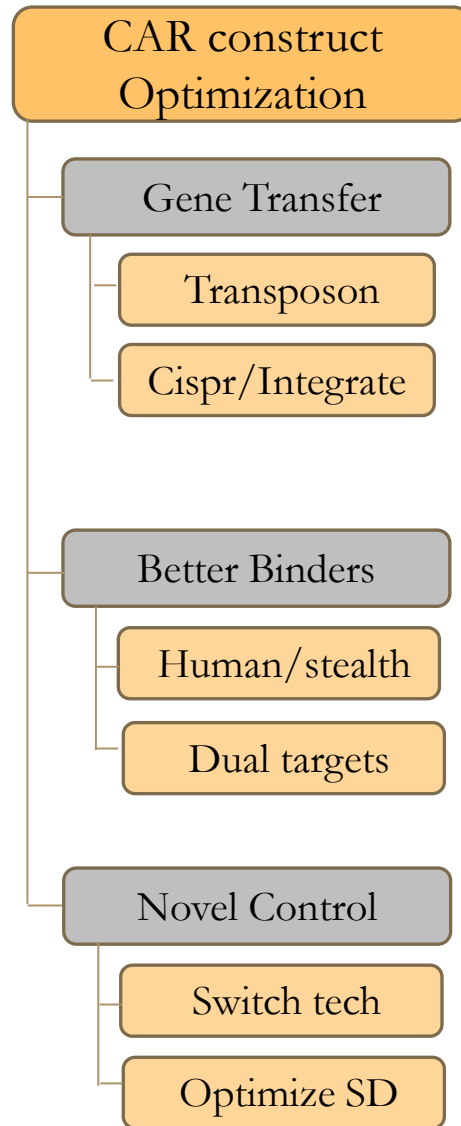 CAR construct
Optimization
Gene Transfer
Transposon
Cispr/Integrate
Better Binders
Human/stealth
Dual targets
Novel Control
Switch tech
Optimize SD